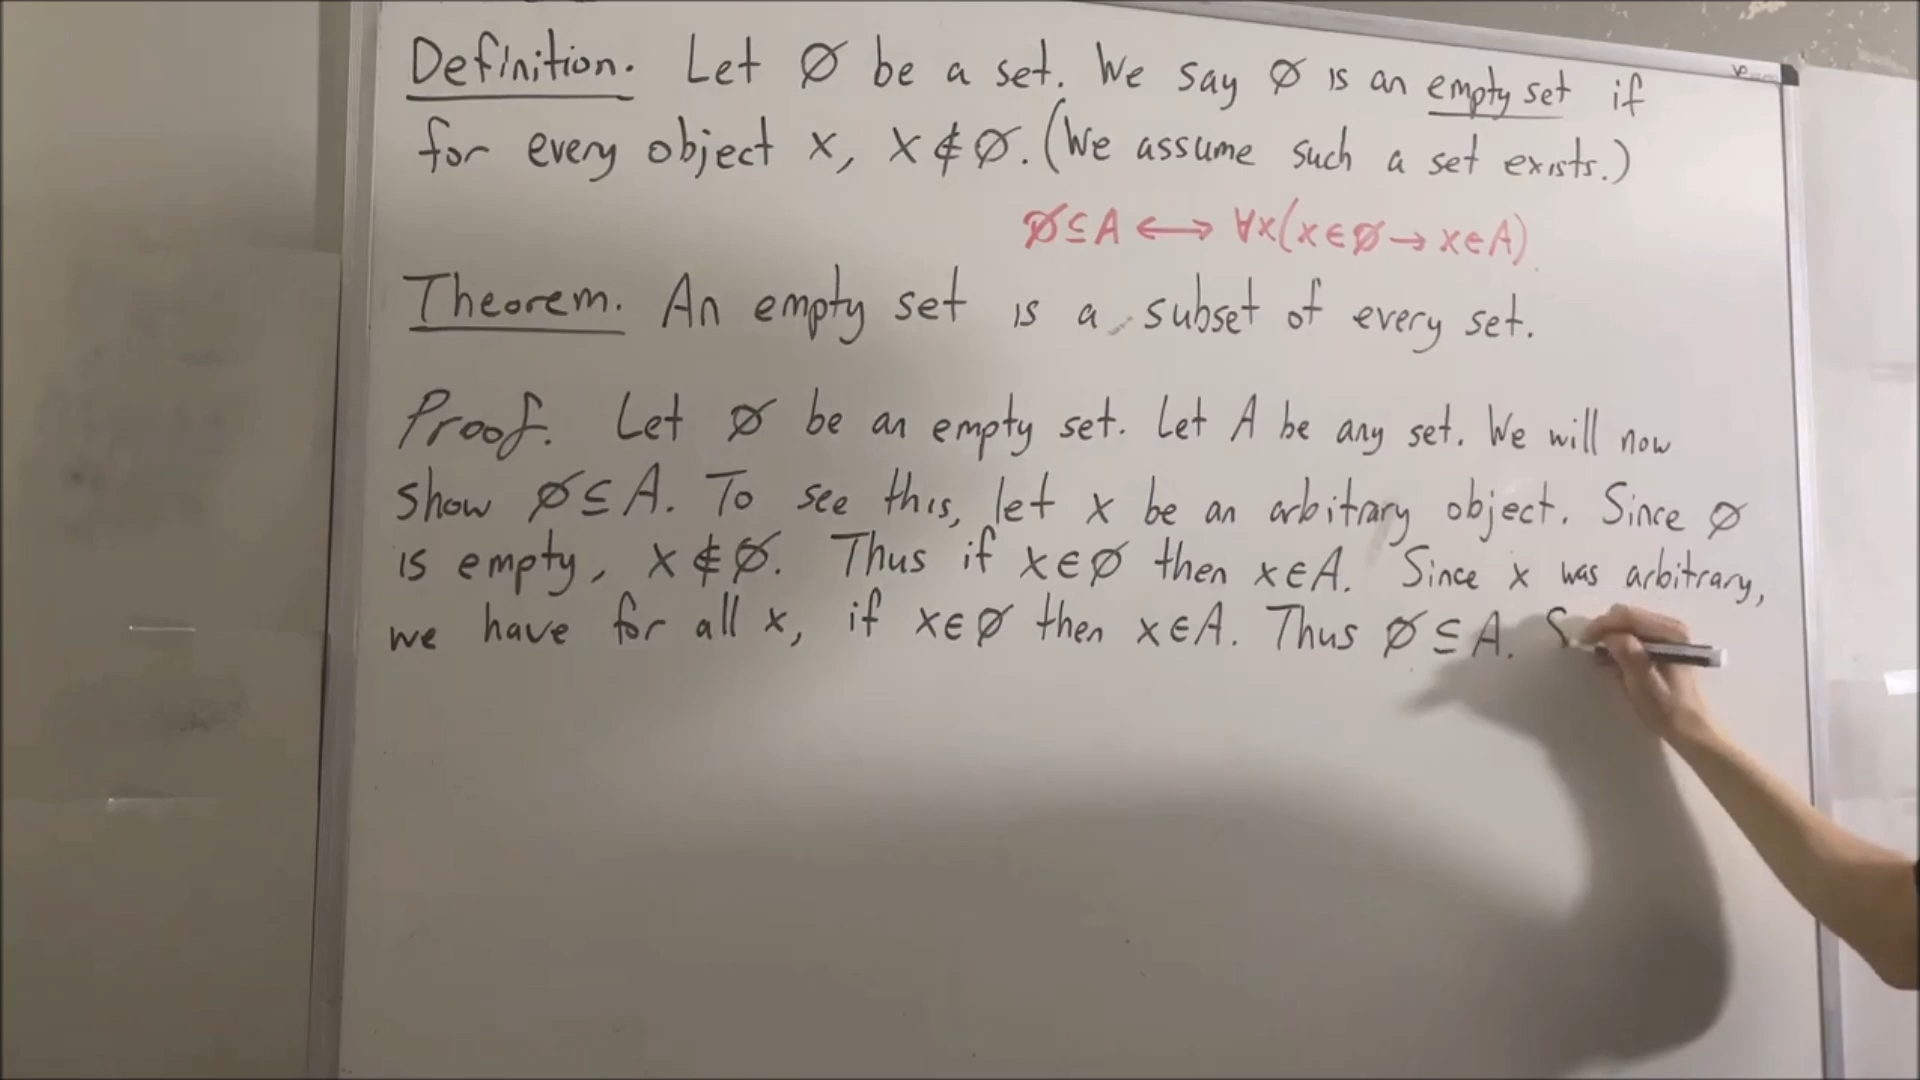 Definition. Let ∅ be a set. We say ∅ is an empty set if
for every object x, x ∉ ∅. (We assume such a set exists.)
∅ ⊆ A ⟷ ∀x(x ∈ ∅ → x ∈ A)
Theorem. An empty set is a subset of every set.
Proof. Let ∅ be an empty set. Let A be any set. We will now
show ∅ ⊆ A. To see this, let x be an arbitrary object. Since ∅
is empty, x ∉ ∅. Thus if x ∈ ∅ then x ∈ A. Since x was arbitrary,
we have for all x, if x ∈ ∅ then x ∈ A. Thus ∅ ⊆ A. S